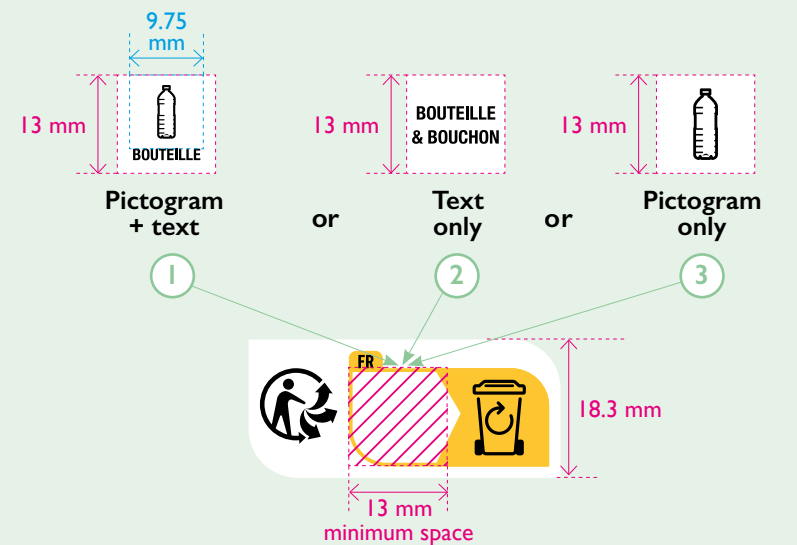 9.75
mm
13 mm
BOUTEILLE
13 mm
BOUTEILLE
& BOUCHON
13 mm
Pictogram
+ text
or
Text
only
or
Pictogram
only
1
2
3
FR
18.3 mm
13 mm
minimum space